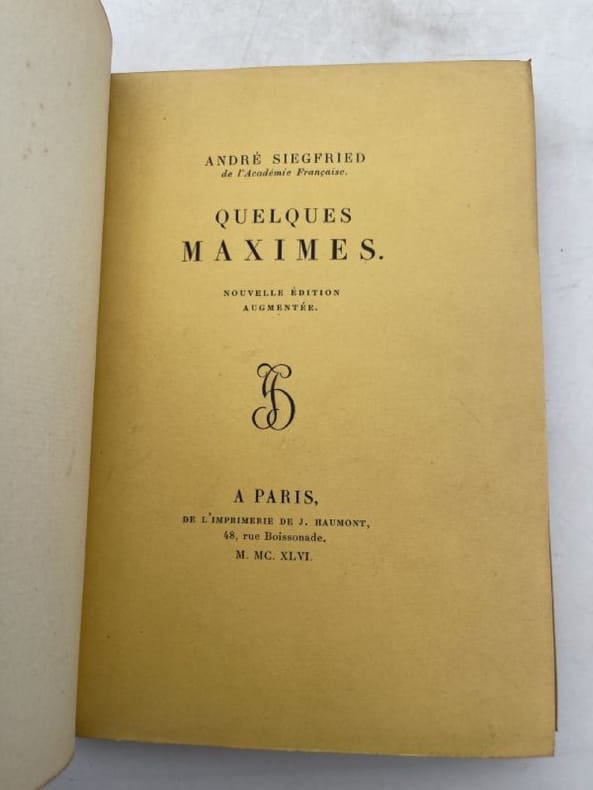 ANDRÉ SIEGFRIED
de l'Académie Française.
QUELQUES
MAXIMES.
NOUVELLE ÉDITION
AUGMENTÉE.
A PARIS,
DE L'IMPRIMERIE DE J. HAUMONT,
48, rue Boissonade.
M. MC. XLVI.